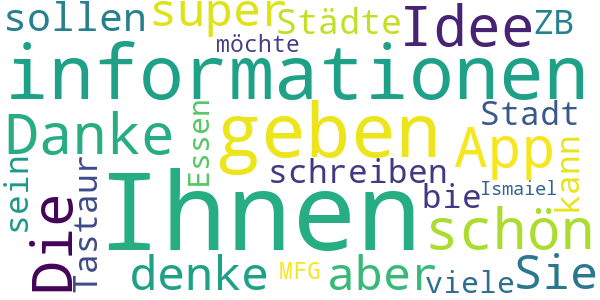 sollen super Städte Idee ZB
möchte
informationen
Danke geben Stadt
App
Essen schreiben kann
sein Tastaur Ihnen bie Ismaiel
Die schön
denke MFG aber viele Sie